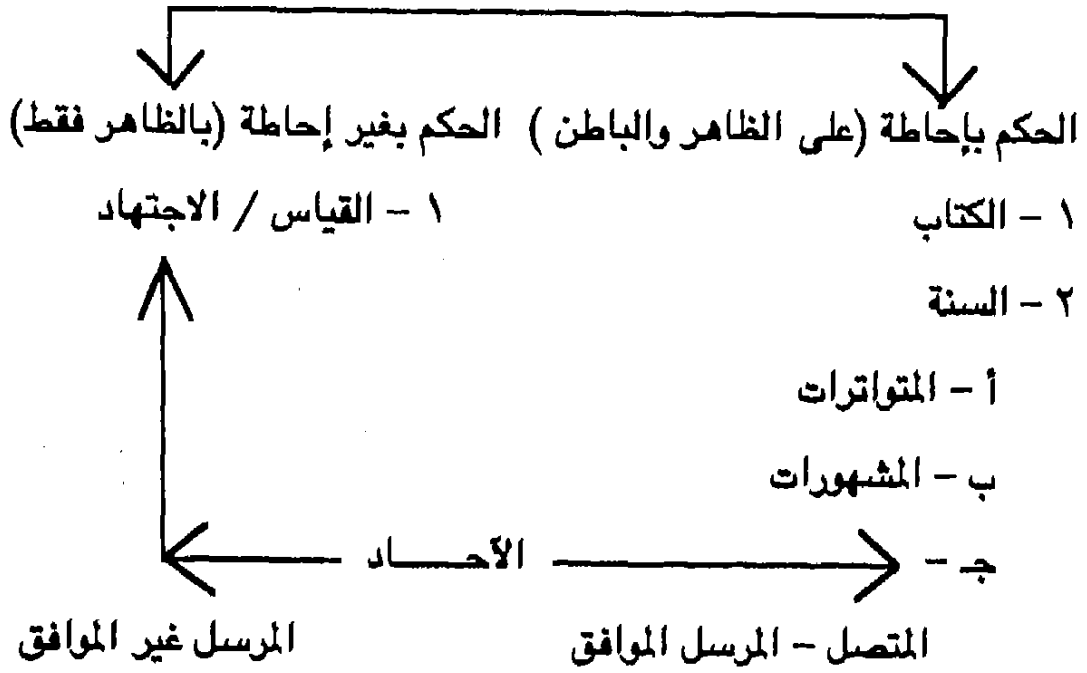 الحكم بإحاطة (على الظاهر والباطن ) الحكم بغير إحاطة (بالظاهر فقط)
١ – الكتاب ١ – القياس / الاجتهاد
٢ – السنة
أ – المتواترات
ب – المشهورات
جـ – الآحـــــاد
المتصل – المرسل الموافق المرسل غير الموافق